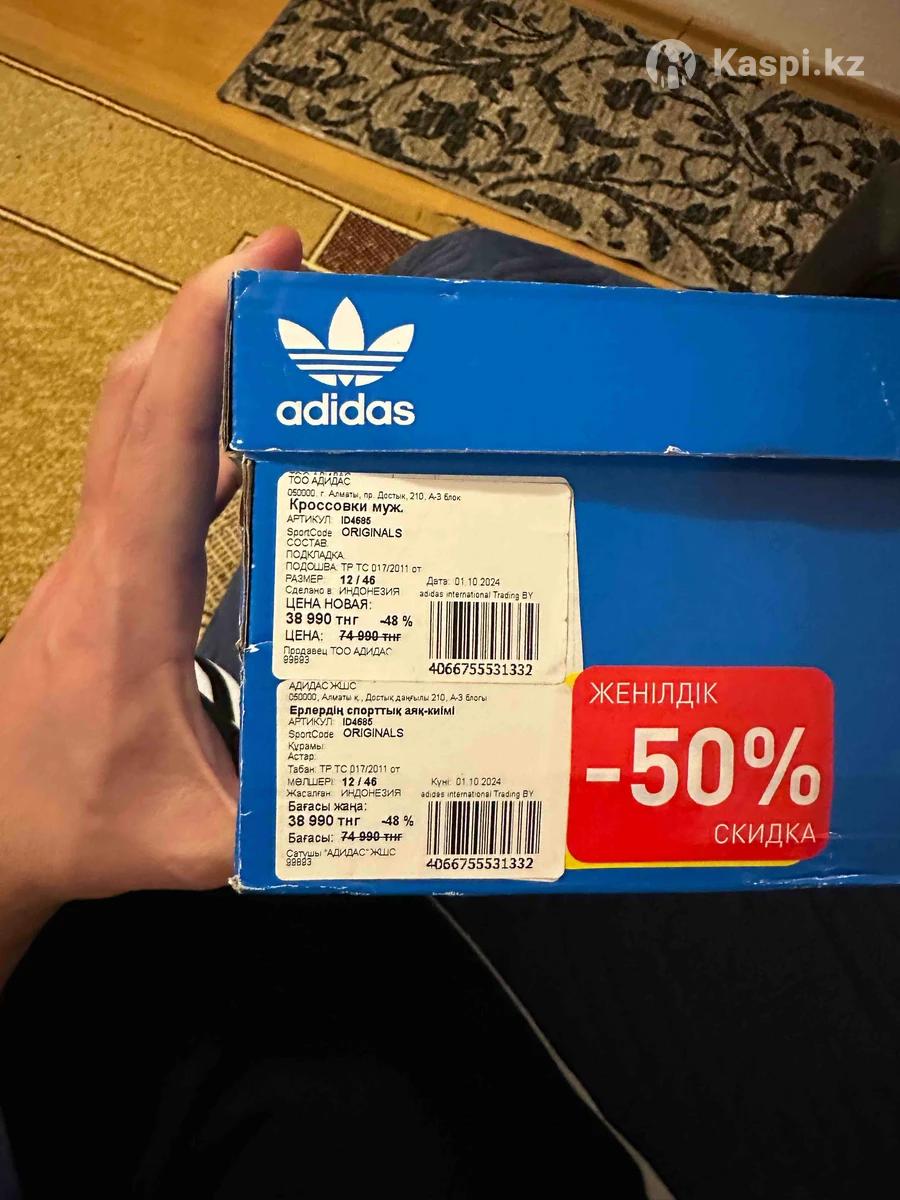 Kaspi.kz
adidas
ТОО АДИДАС
050000, г. Алматы, пр. Достык, 210, А-3 блок
Кроссовки муж.
АРТИКУЛ: ID4685
SportCode ORIGINALS
СОСТАВ:
ПОДКЛАДКА:
ПОДОШВА: ТР ТС 017/2011 от
РАЗМЕР: 12 / 46 Дата: 01.10.2024
Сделано в: ИНДОНЕЗИЯ adidas international Trading BY
ЦЕНА НОВАЯ:
38 990 тнг -48 %
ЦЕНА: 74 990 тнг
Продавец ТОО АДИДАС
99693
4066755531332
АДИДАС ЖШС
050000, Алматы қ., Достық даңғылы 210, А-3 блогы
Ерлердің спорттық аяқ-киімі
АРТИКУЛ: ID4685
SportCode ORIGINALS
Құрамы:
Астар:
Табан: ТР ТС 017/2011 от
МӨЛШЕРІ: 12 / 46 Күні: 01.10.2024
Жасалған: ИНДОНЕЗИЯ adidas international Trading BY
Бағасы жаңа:
38 990 тнг -48 %
Бағасы: 74 990 тнг
Сатушы "АДИДАС" ЖШС
99693
4066755531332
ЖЕНІЛДІК
-50%
СКИДКА